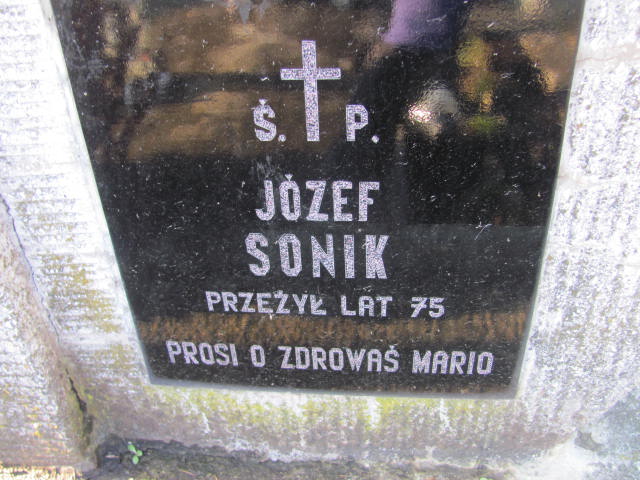 Ś. P.
JÓZEF
SONIK
PRZEŻYŁ LAT 75
PROSI O ZDROWAŚ MARIO